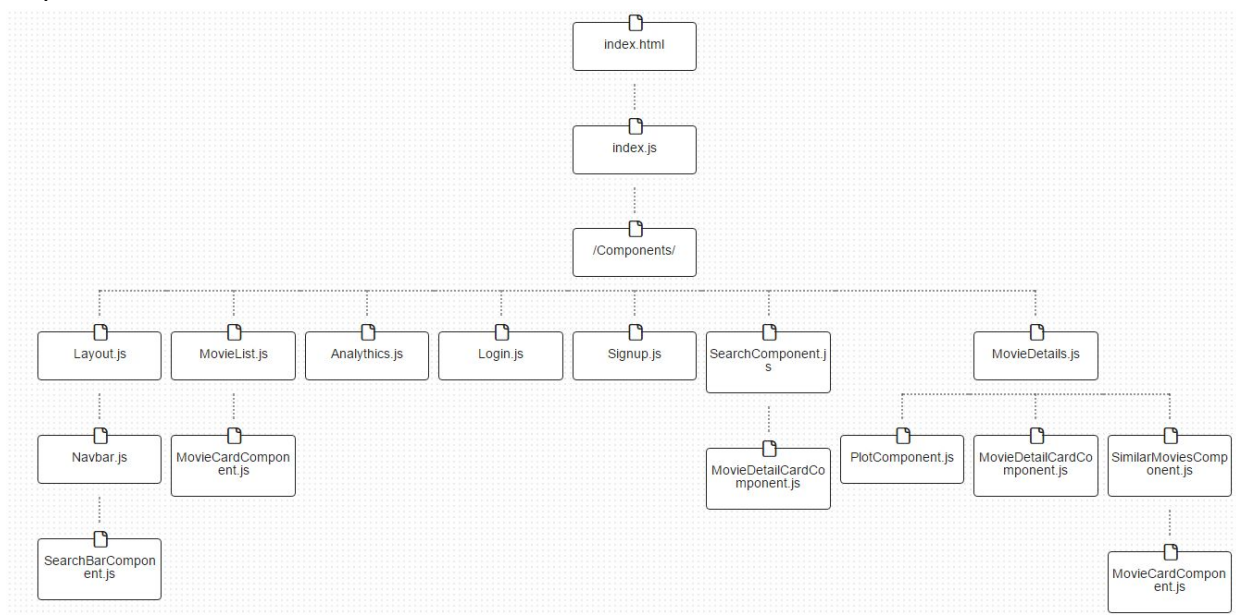 index.html
index.js
/Components/
Layout.js
MovieList.js
Analythics.js
Login.js
Signup.js
SearchComponent.j
s
MovieDetails.js
Navbar.js
MovieCardCompon
ent.js
MovieDetailCardCo
mponent.js
PlotComponent.js
MovieDetailCardCo
mponent.js
SimilarMoviesComp
onent.js
SearchBarCompon
ent.js
MovieCardCompon
ent.js